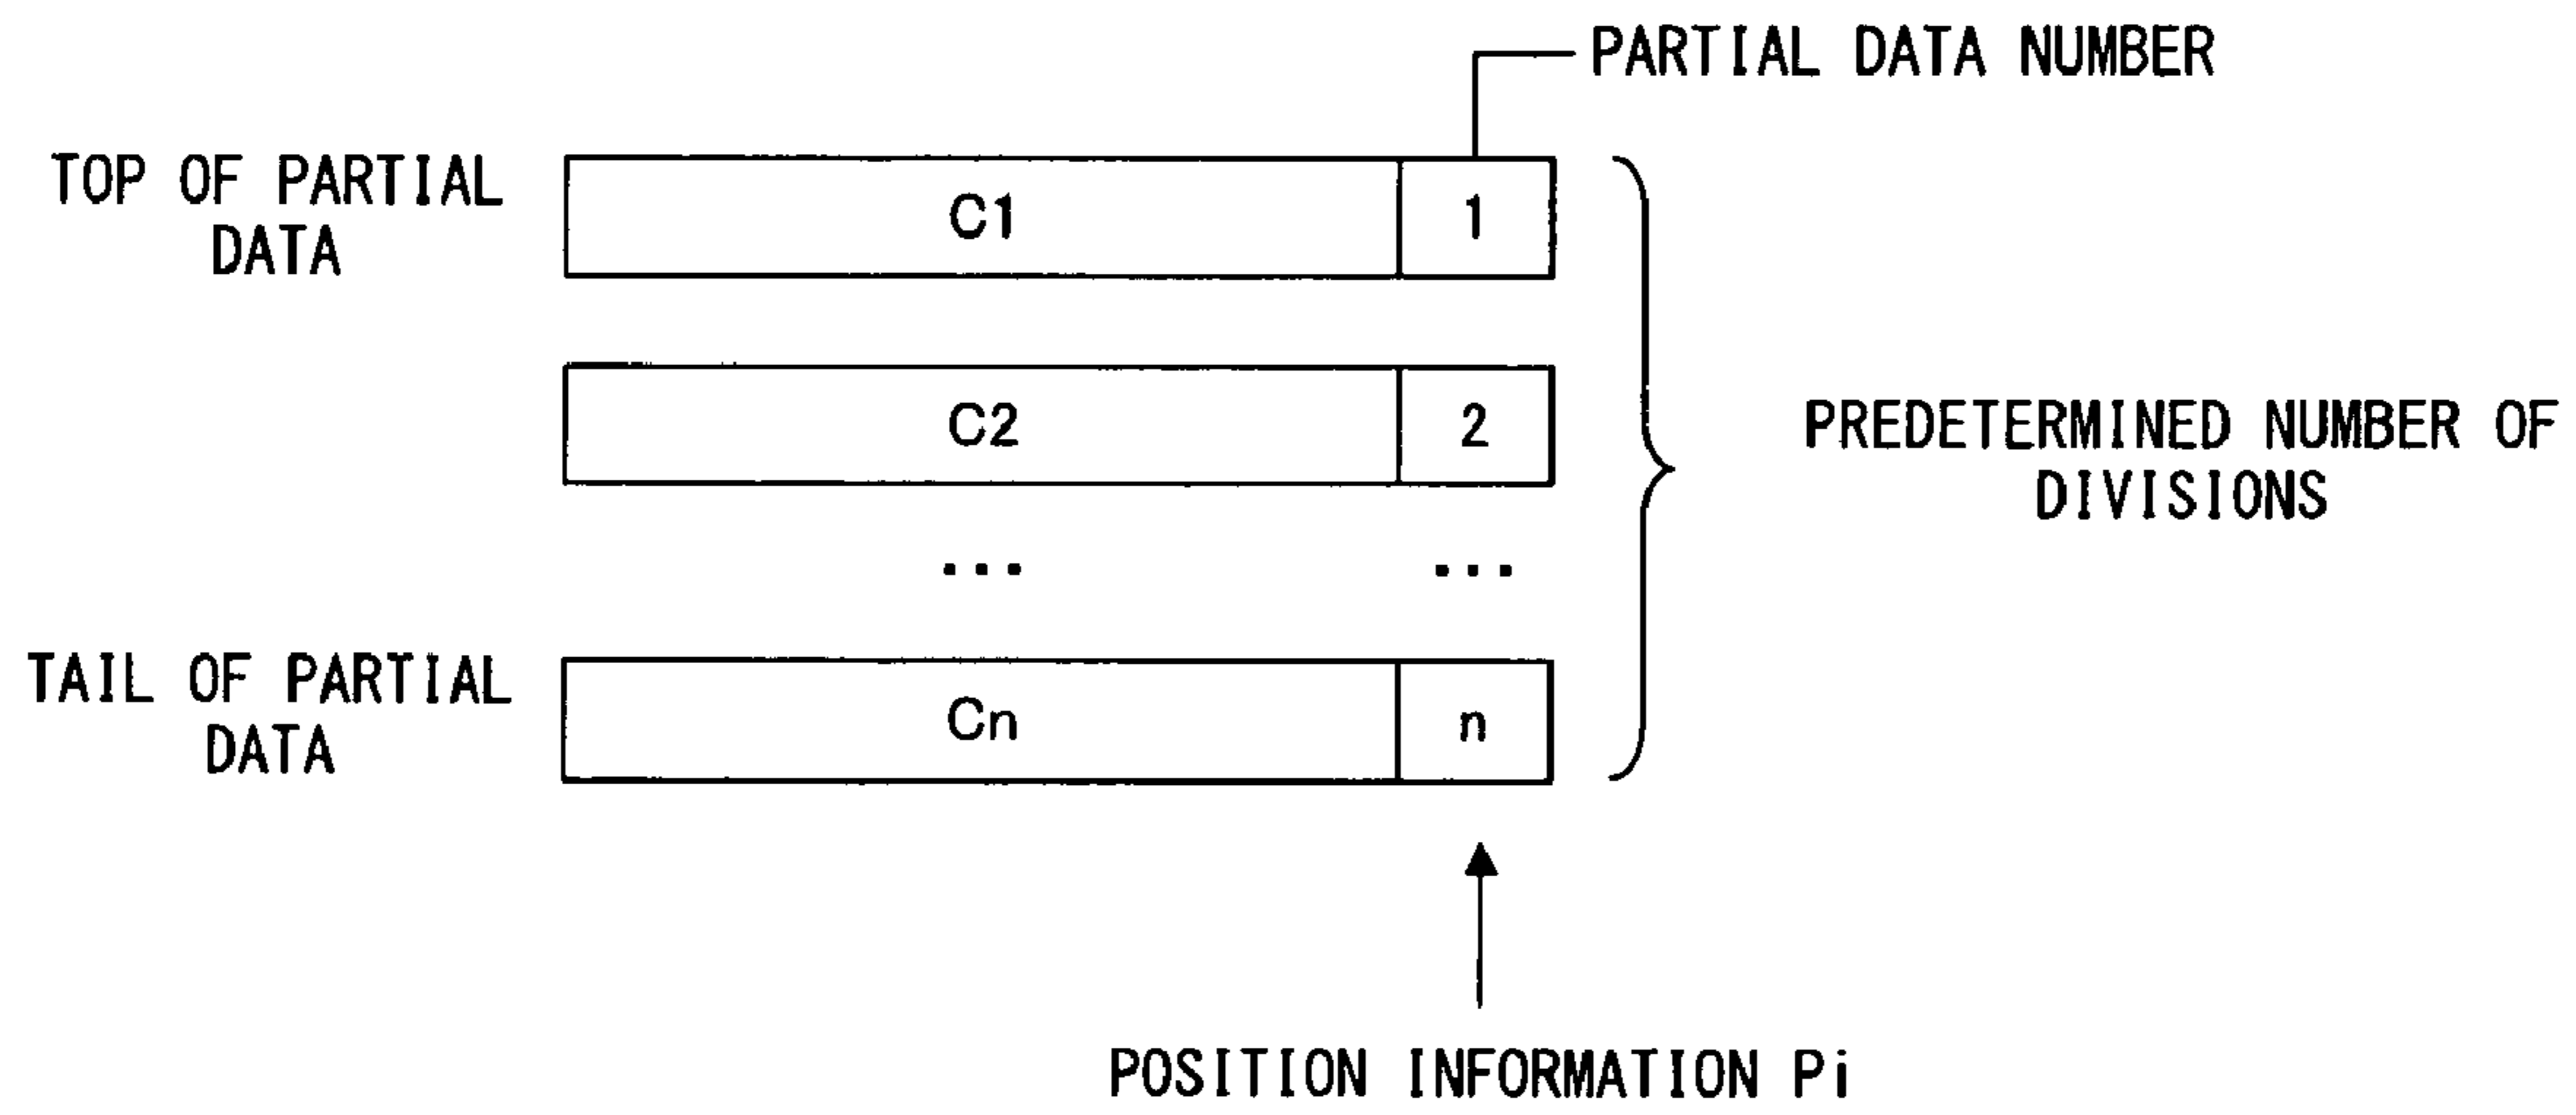 PARTIAL DATA NUMBER
TOP OF PARTIAL
DATA
C1 1
C2 2
... ...
PREDETERMINED NUMBER OF
DIVISIONS
TAIL OF PARTIAL
DATA
Cn n
POSITION INFORMATION Pi